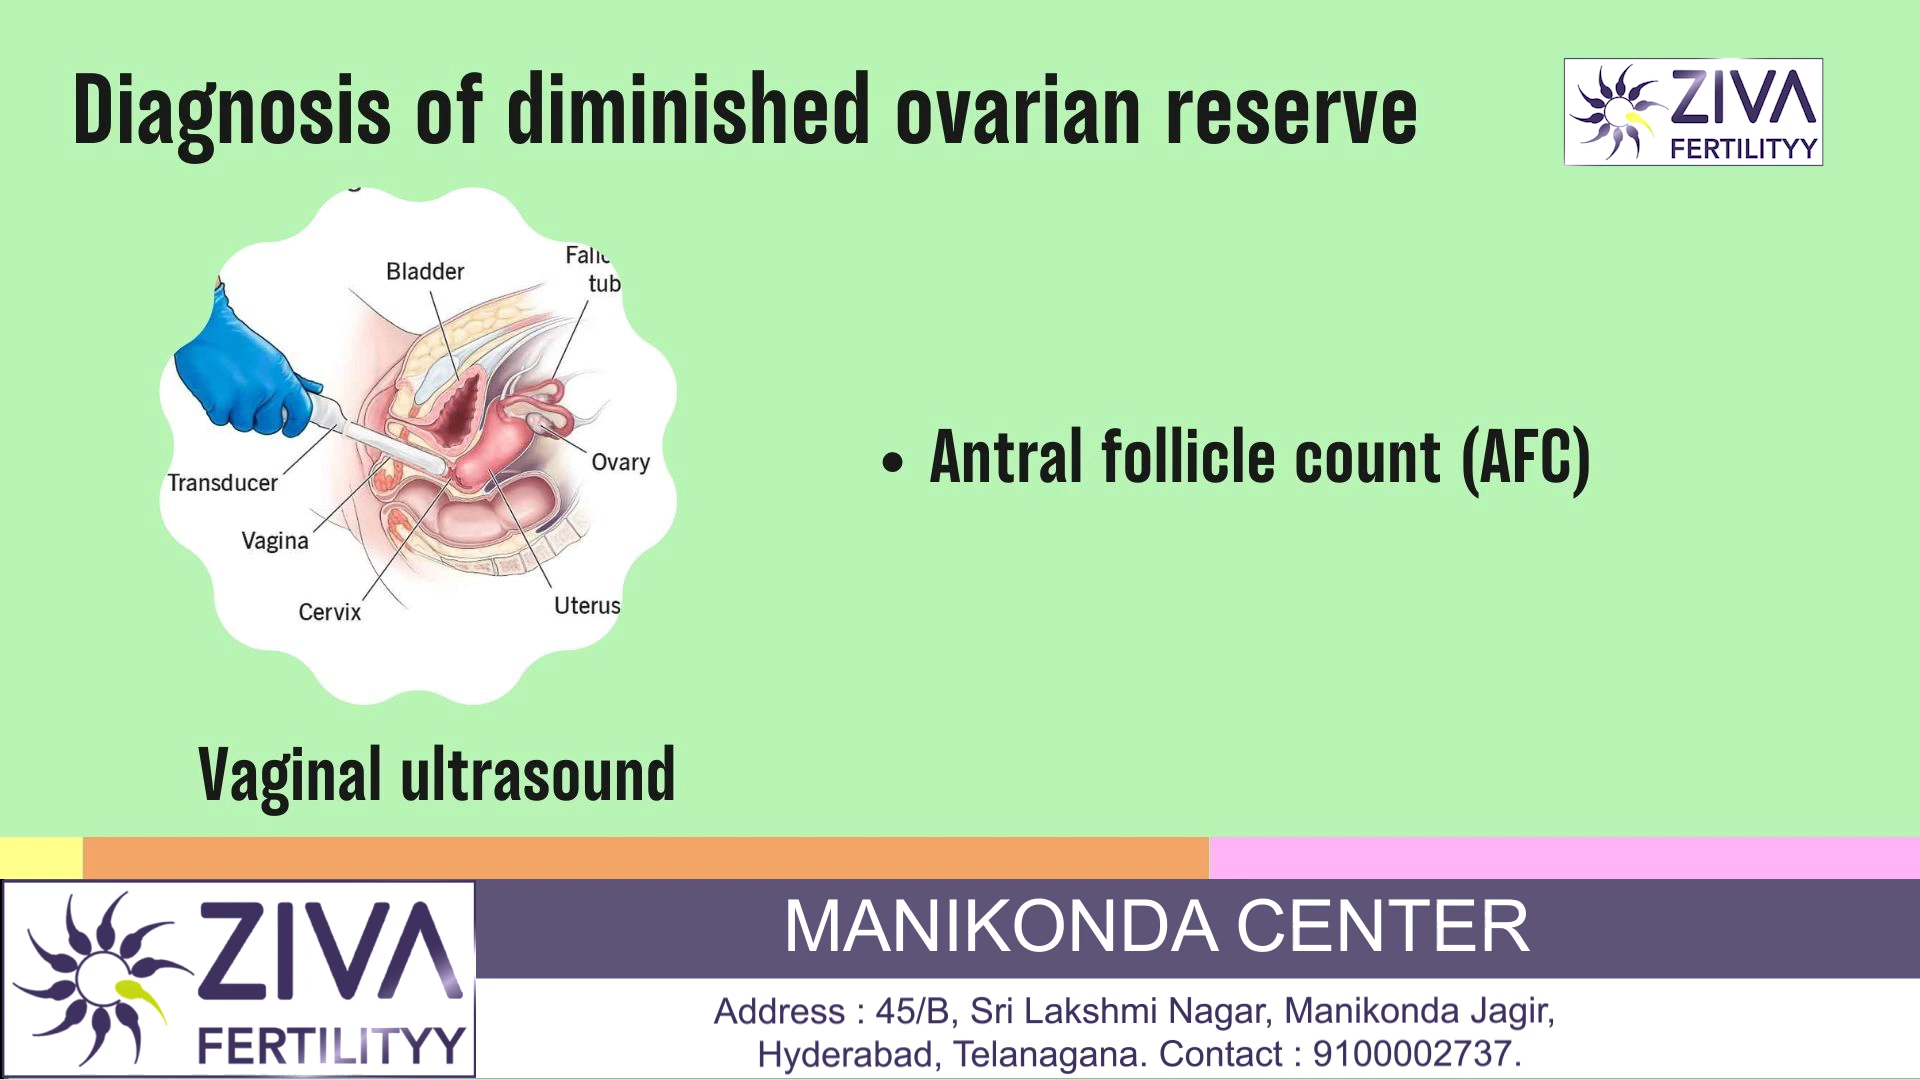 Diagnosis of diminished ovarian reserve
ZIVA
FERTILITYY
Bladder
Transducer
Vagina
Cervix
Uterus
Ovary
Antral follicle count (AFC)
Vaginal ultrasound
ZIVA
FERTILITYY
MANIKONDA CENTER
Address : 45/B, Sri Lakshmi Nagar, Manikonda Jagir,
Hyderabad, Telanagana. Contact : 9100002737.